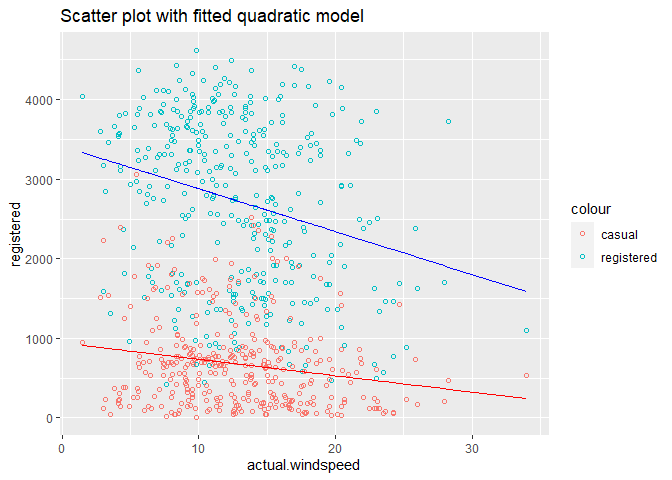 Scatter plot with fitted quadratic model
registered
4000
3000
2000
1000
0
0
10
20
30
actual.windspeed
colour
casual
registered